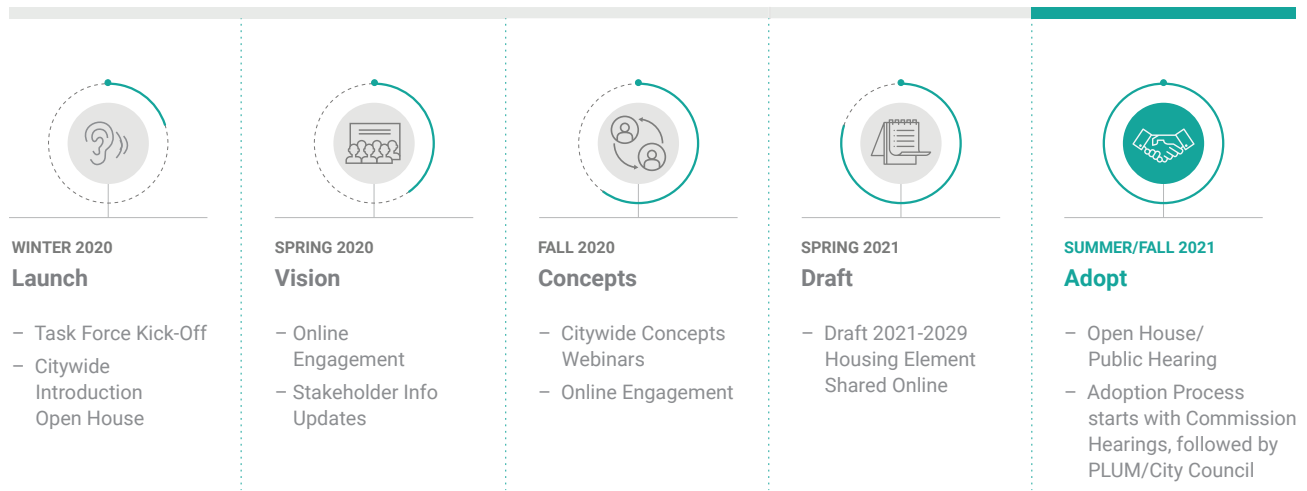 WINTER 2020
Launch
– Task Force Kick-Off
– Citywide
Introduction
Open House
SPRING 2020
Vision
– Online
Engagement
– Stakeholder Info
Updates
FALL 2020
Concepts
– Citywide Concepts
Webinars
– Online Engagement
SPRING 2021
Draft
– Draft 2021-2029
Housing Element
Shared Online
SUMMER/FALL 2021
Adopt
– Open House/
Public Hearing
– Adoption Process
starts with Commission
Hearings, followed by
PLUM/City Council